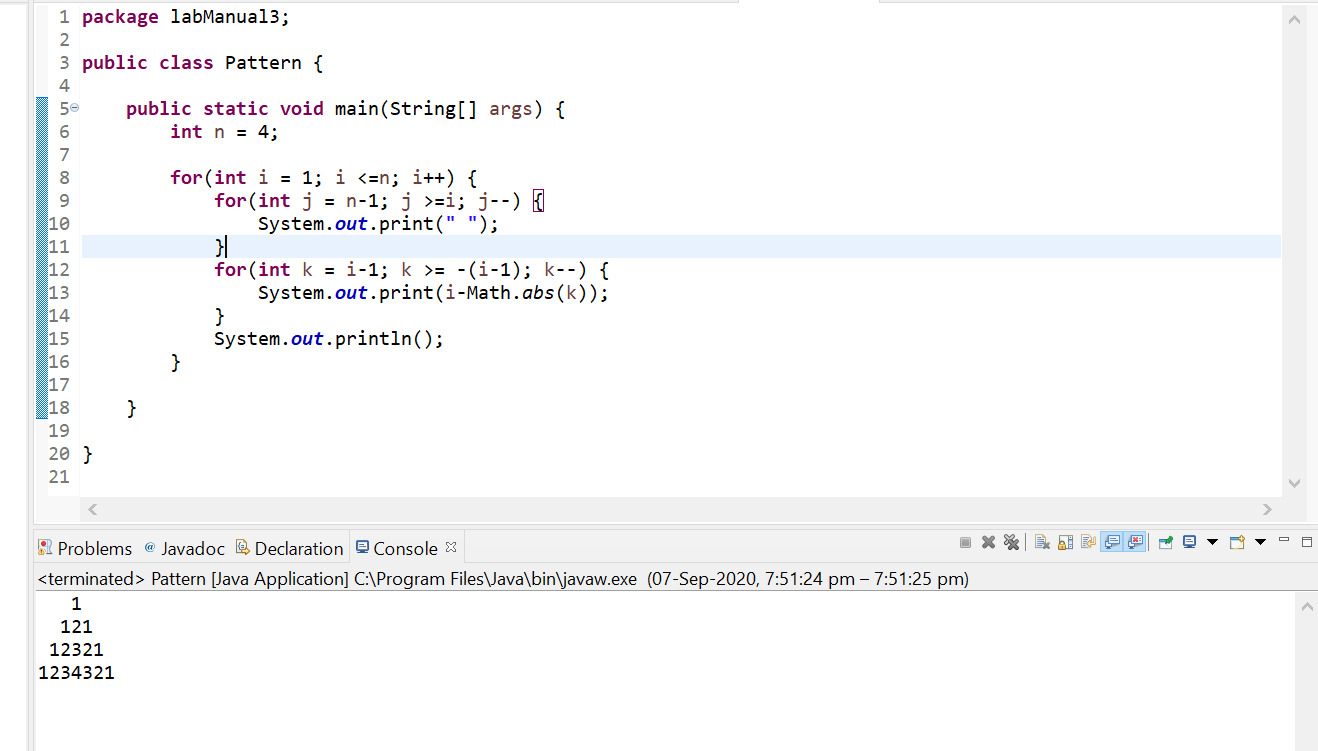 1 package labManual3;
2
3 public class Pattern {
4
5     public static void main(String[] args) {
6         int n = 4;
7
8         for(int i = 1; i <=n; i++) {
9             for(int j = n-1; j >=i; j--) {
10                 System.out.print(" ");
11             }
12             for(int k = i-1; k >= -(i-1); k--) {
13                 System.out.print(i-Math.abs(k));
14             }
15             System.out.println();
16         }
17
18     }
19
20 }
21
Problems @ Javadoc Declaration Console
<terminated> Pattern [Java Application] C:\Program Files\Java\bin\javaw.exe (07-Sep-2020, 7:51:24 pm – 7:51:25 pm)
   1
  121
 12321
1234321